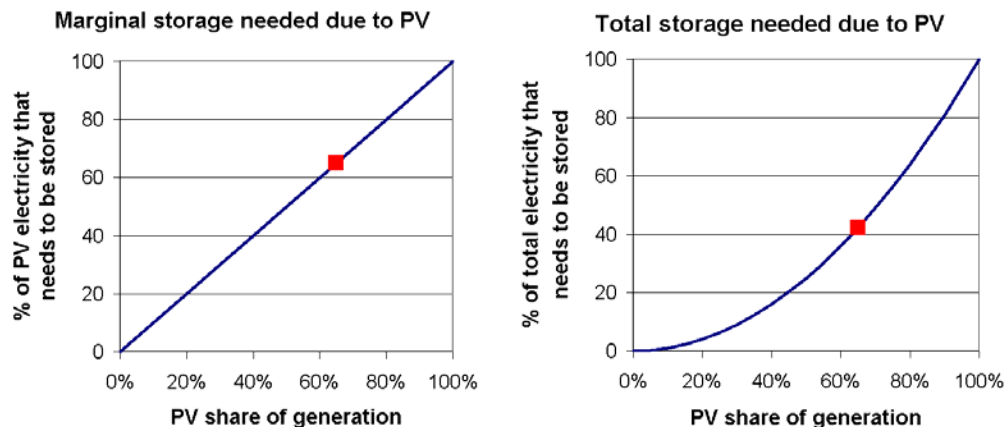 Marginal storage needed due to PV
% of PV electricity that
needs to be stored
100
80
60
40
20
0
0% 20% 40% 60% 80% 100%
PV share of generation
Total storage needed due to PV
% of total electricity that
needs to be stored
100
80
60
40
20
0
0% 20% 40% 60% 80% 100%
PV share of generation